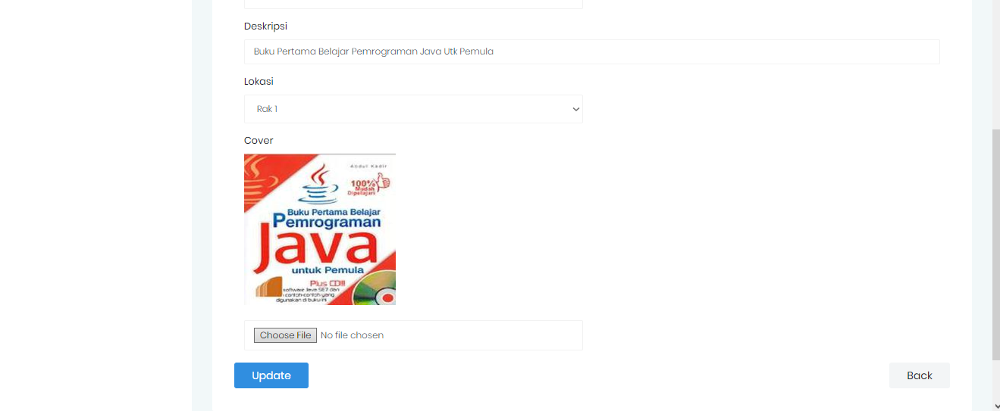 Deskripsi
Buku Pertama Belajar Pemrograman Java Utk Pemula
Lokasi
Rak 1
Cover
Abdul Kadir
100%
Mudah
Dipelajari
Buku Pertama Belajar
Pemrograman
Java
untuk Pemula
Plus CD!!
software Java SE7 dan
contoh-contoh yang
digunakan di buku ini
Choose File No file chosen
Update
Back